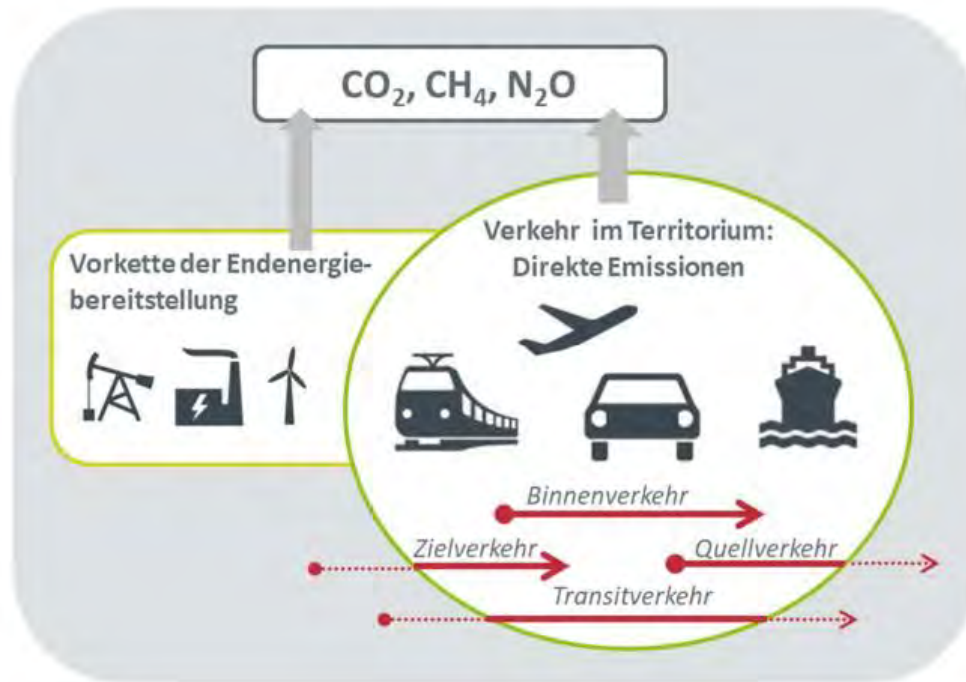 CO₂, CH₄, N₂O
Vorkette der Endenergie-
bereitstellung
Verkehr im Territorium:
Direkte Emissionen
Binnenverkehr
Zielverkehr
Quellverkehr
Transitverkehr